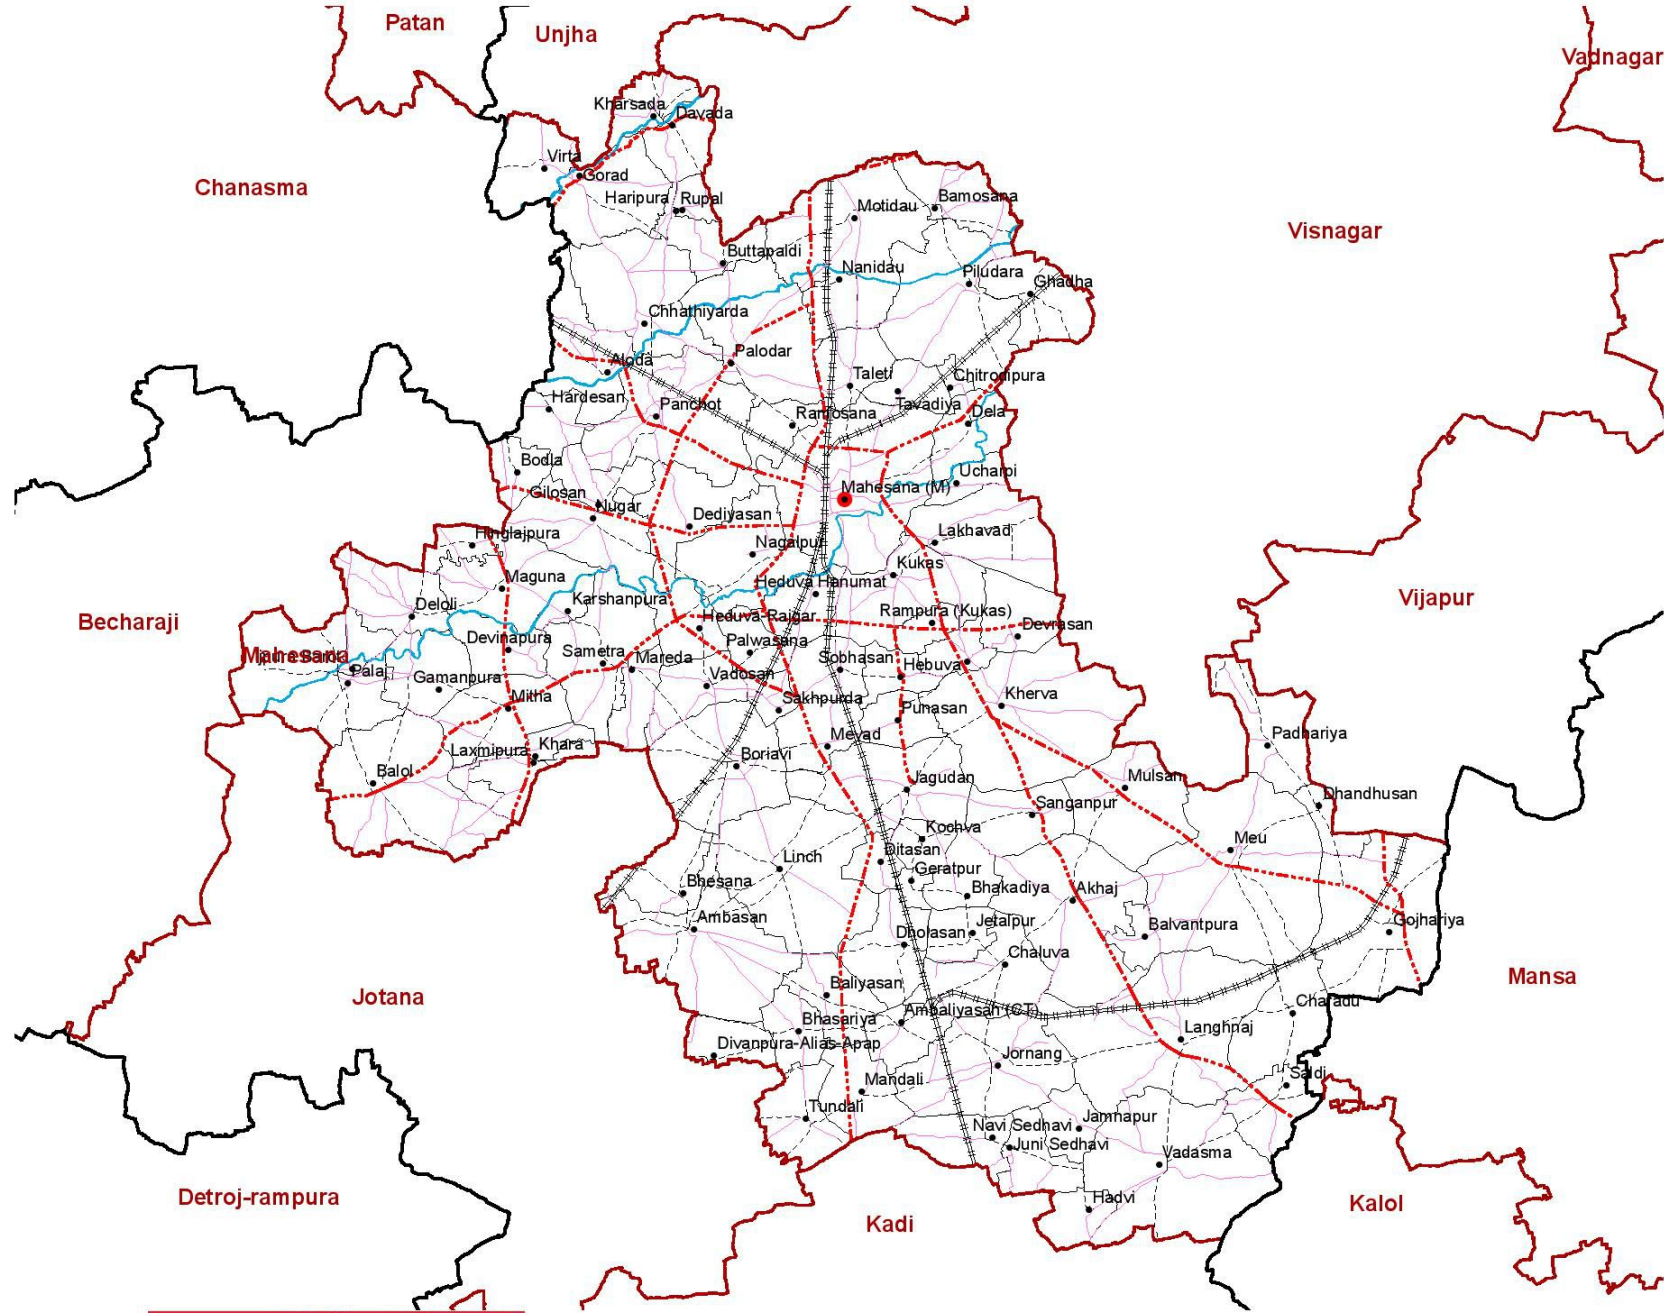 Patan
Unjha
Vadnagar
Kharsada
Davada
Virta
Gorad
Chanasma
Haripura
Rupal
Bamosana
Motidau
Visnagar
Buttapaldi
Nanidau
Piludara
Ghadha
Chhathiyarda
Palodar
Aloda
Taleti
Chitrodipura
Hardesan
Panchot
Ramosana
Tavadiya
Dela
Bodla
Ucharpi
Gilosan
Mahesana (M)
Nugar
Dediyasan
Hinglajpura
Lakhavad
Nagalpur
Kukas
Maguna
Heduva Hanumat
Vijapur
Karshanpura
Deloli
Becharaji
Heduva-Rajgar
Rampura (Kukas)
Devrasan
Devinapura
Palwasana
Mahesana
Sametra
Mareda
Sobhasan
Hebuva
Palaj
Gamanpura
Vadosan
Mitha
Sakhpurda
Kherva
Punasan
Padhariya
Mevad
Laxmipura
Khara
Boriavi
Balol
Jagudan
Mulsan
Dhandhusan
Sanganpur
Kochva
Meu
Linch
Ditasan
Geratpur
Bhesana
Bhakadiya
Akhaj
Ambasan
Jetalpur
Balvantpura
Gojhariya
Dholasan
Chaluva
Mansa
Jotana
Baliyasan
Charadu
Bhasariya
Ambaliyasan (CT)
Langhnaj
Divanpura-Alias-Apap
Jornang
Saldi
Mandali
Tundali
Jamnapur
Navi Sedhavi
Juni Sedhavi
Vadasma
Detroj-rampura
Hadvi
Kalol
Kadi